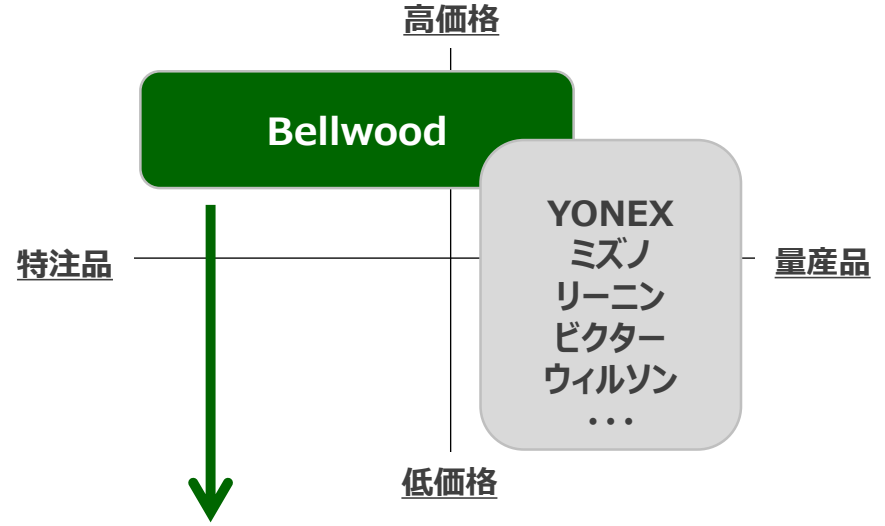 高価格
Bellwood
YONEX
ミズノ
特注品
量産品
リーニン
ビクター
ウィルソン
・・・
低価格